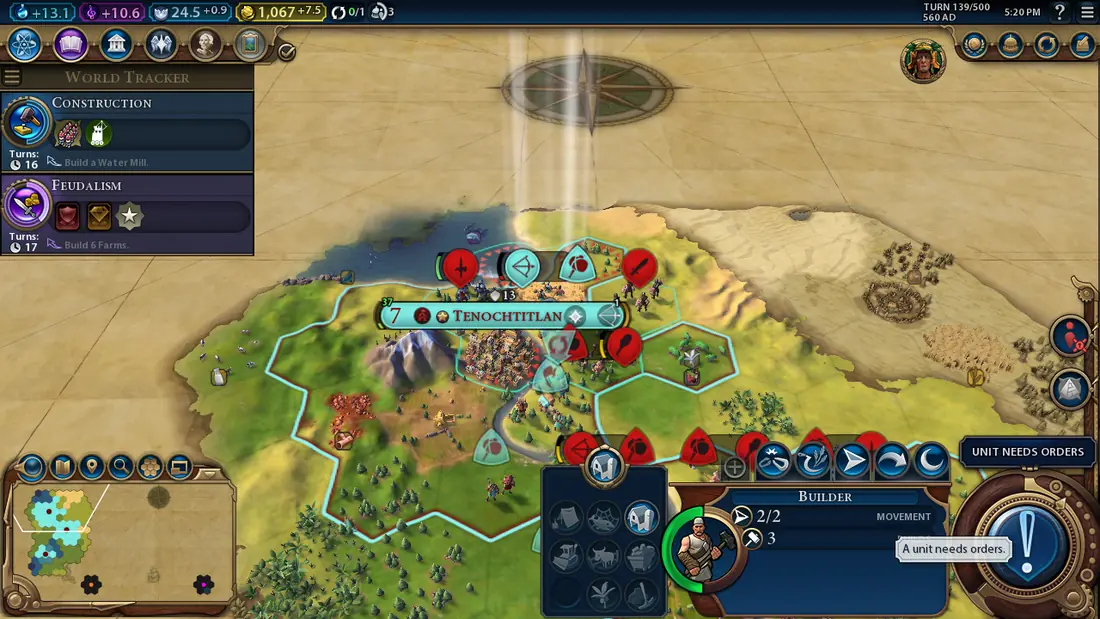 +13.1 +10.6 24.5 +0.9 1,067 +7.5 0/1 3
TURN 139/500
560 AD
5:20 PM ?
WORLD TRACKER
CONSTRUCTION
Turns:
16
Build a Water Mill.
FEUDALISM
Turns:
17
Build 6 Farms.
13
37
1
7 TENOCHTITLAN
UNIT NEEDS ORDERS
BUILDER
2/2 MOVEMENT
3
A unit needs orders.